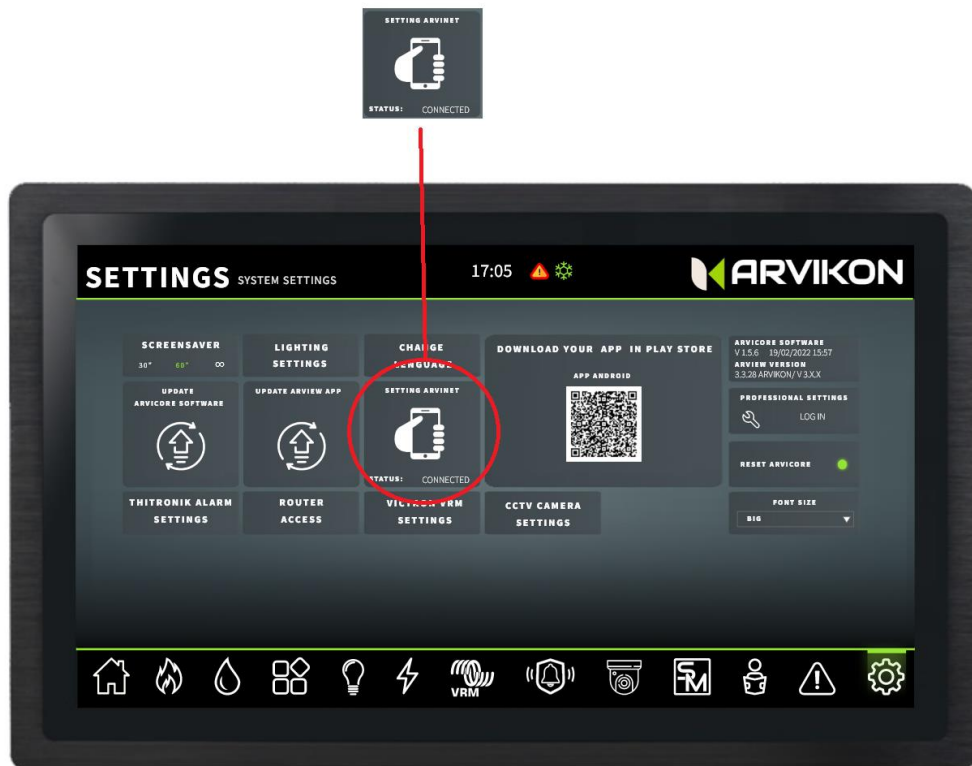 SETTING ARVINET
STATUS: CONNECTED
SETTINGS SYSTEM SETTINGS
17:05
ARVIKON
SCREENSAVER
30" 60" ∞
LIGHTING
SETTINGS
CHANGE
LENGUAGE
DOWNLOAD YOUR APP IN PLAY STORE
APP ANDROID
ARVICORE SOFTWARE
V 1.5.6 19/02/2022 15:57
ARVIEW VERSION
3.3.28 ARVIKON/ V 3.X.X
UPDATE
ARVICORE SOFTWARE
UPDATE ARVIEW APP
SETTING ARVINET
STATUS: CONNECTED
PROFESSIONAL SETTINGS
LOG IN
RESET ARVICORE
THITRONIK ALARM
SETTINGS
ROUTER
ACCESS
VICTRON VRM
SETTINGS
CCTV CAMERA
SETTINGS
FONT SIZE
BIG
VRM
SM